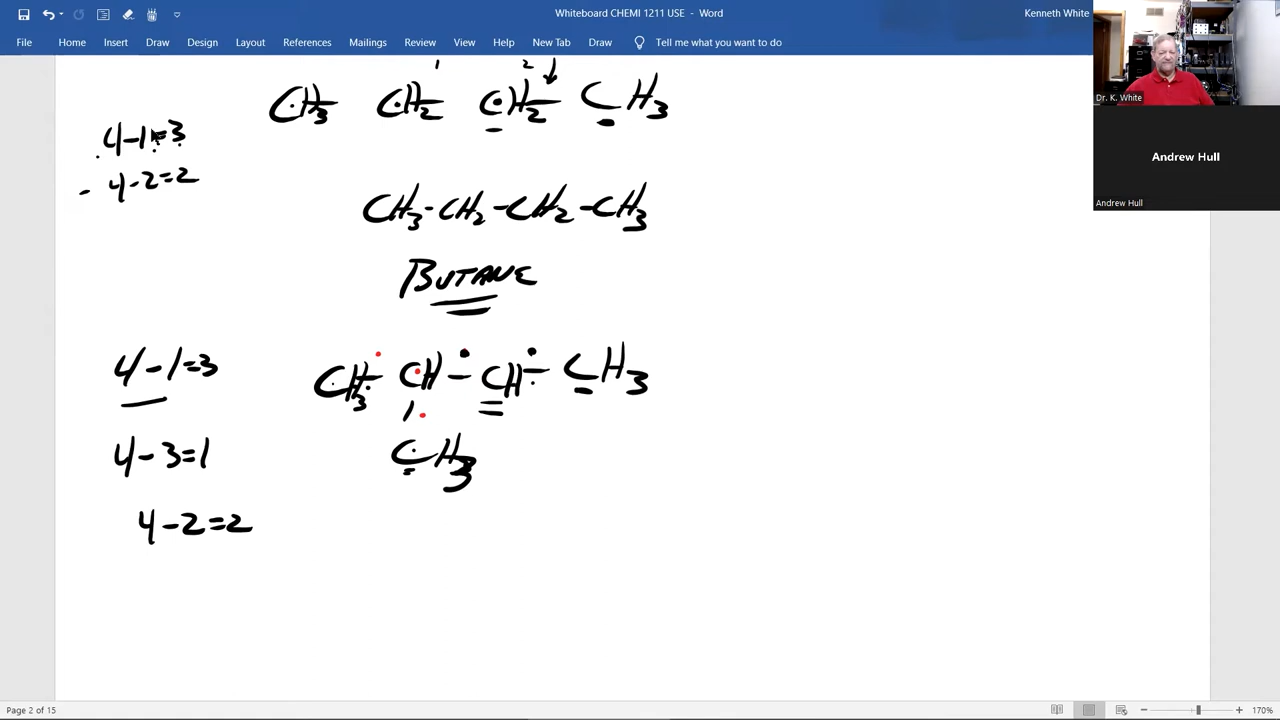 Whiteboard CHEMI 1211 USE - Word
Kenneth White
File Home Insert Draw Design Layout References Mailings Review View Help New Tab Draw Tell me what you want to do
1 2
CH3 CH2 CH2 CH3
4-1=3
4-2=2
CH3-CH2-CH2-CH3
BUTANE
4-1=3
CH3 CH - CH - CH3
CH3
4-3=1
4-2=2
Dr. K. White
Andrew Hull
Andrew Hull
Page 2 of 15
170%